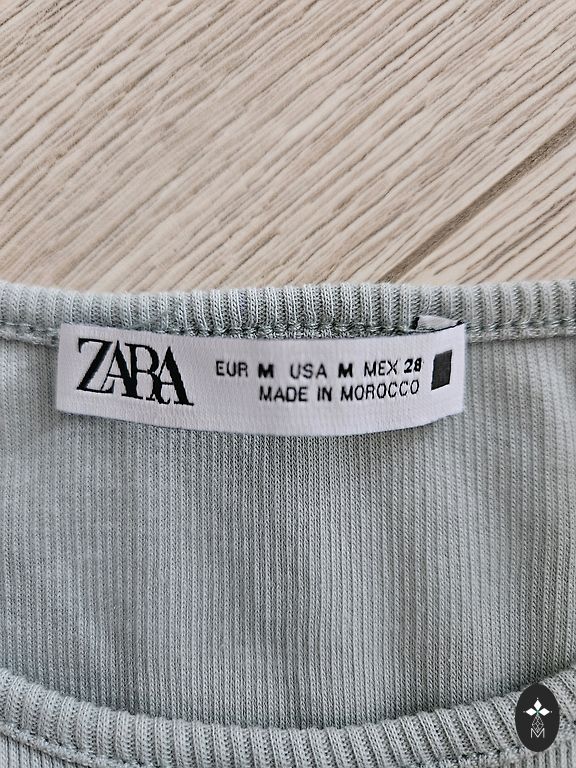 ZARA
EUR M USA M MEX 28
MADE IN MOROCCO
M